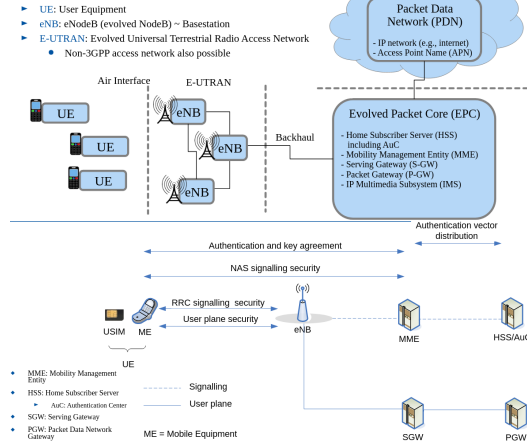 UE: User Equipment
eNB: eNodeB (evolved NodeB) ~ Basestation
E-UTRAN: Evolved Universal Terrestrial Radio Access Network
Non-3GPP access network also possible
Packet Data
Network (PDN)
- IP network (e.g., internet)
- Access Point Name (APN)
Air Interface
E-UTRAN
UE
UE
UE
eNB
eNB
eNB
Backhaul
Evolved Packet Core (EPC)
- Home Subscriber Server (HSS)
including AuC
- Mobility Management Entity (MME)
- Serving Gateway (S-GW)
- Packet Gateway (P-GW)
- IP Multimedia Subsystem (IMS)
Authentication vector
distribution
Authentication and key agreement
NAS signalling security
RRC signalling security
User plane security
USIM
ME
UE
eNB
MME
HSS/AuC
SGW
PGW
MME: Mobility Management
Entity
HSS: Home Subscriber Server
AuC: Authentication Center
SGW: Serving Gateway
PGW: Packet Data Network
Gateway
Signalling
User plane
ME = Mobile Equipment